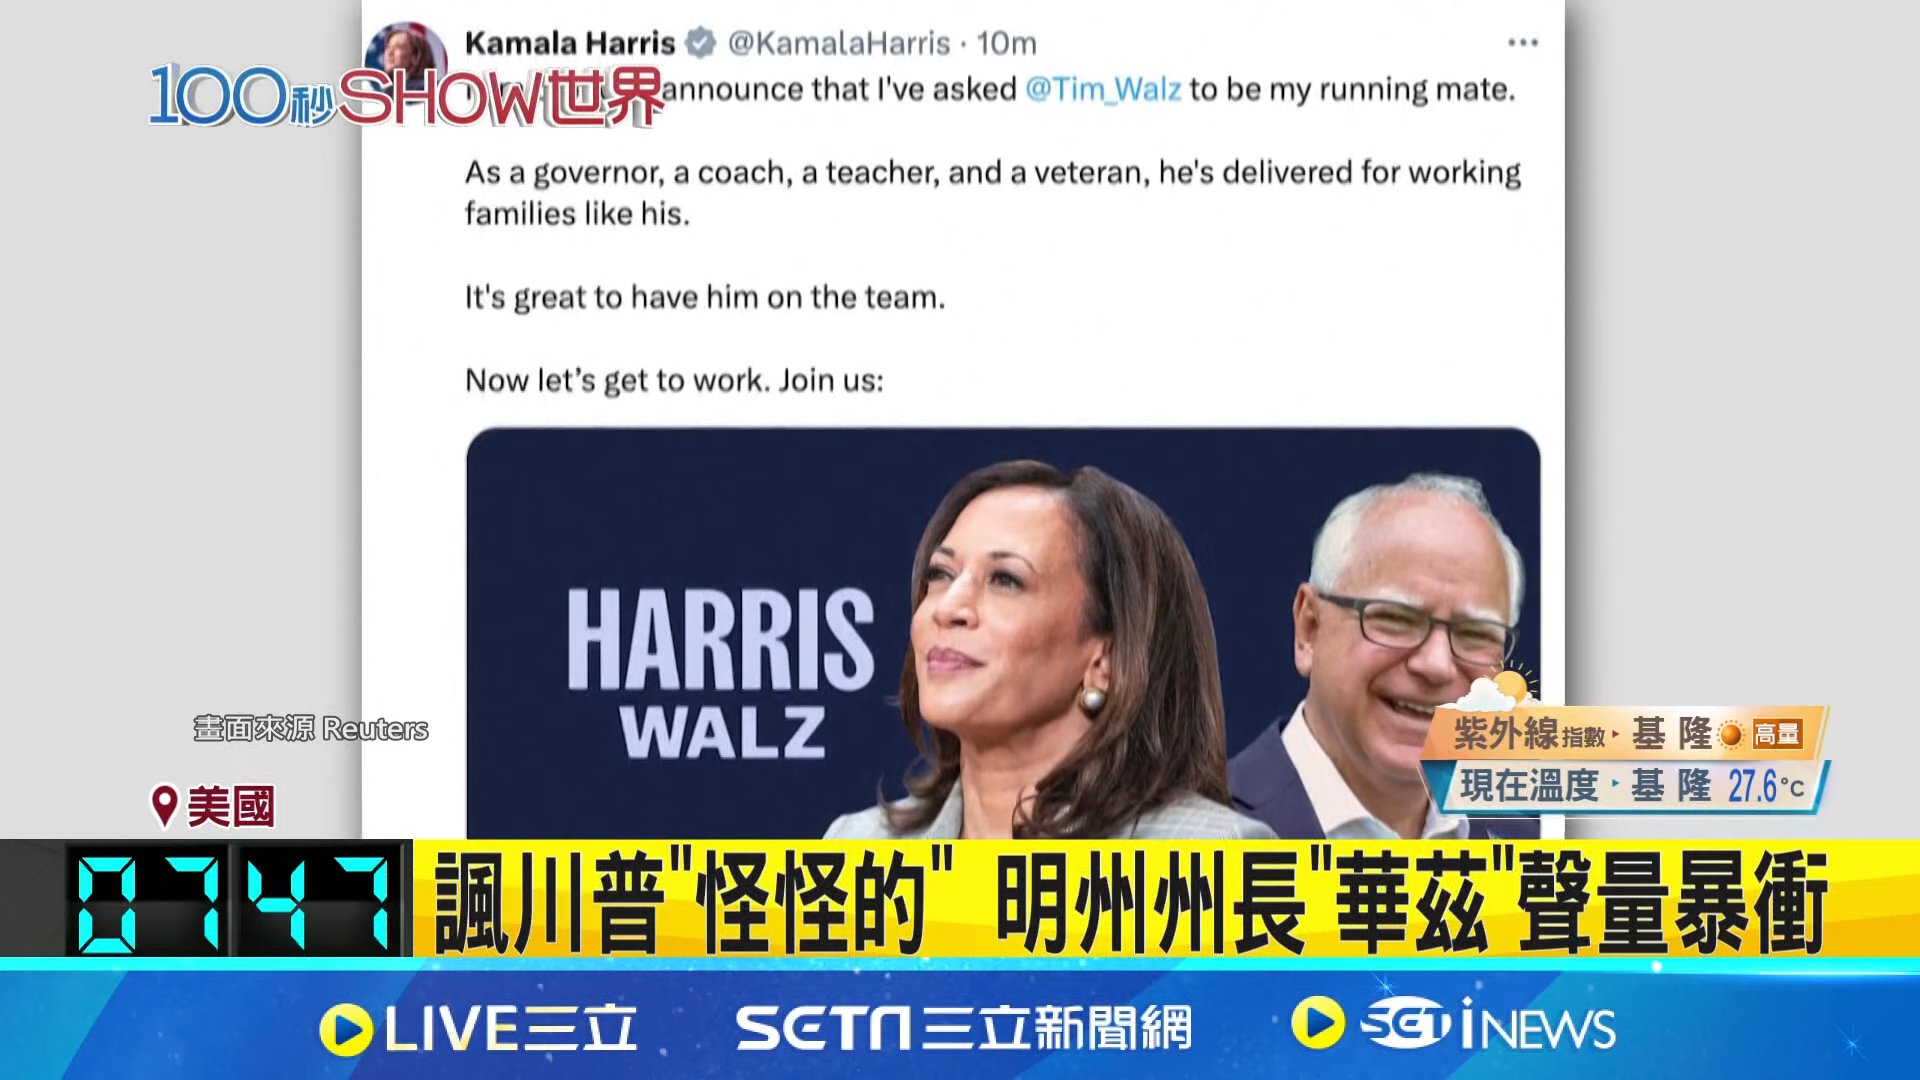 Kamala Harris @KamalaHarris · 10m
100秒SHOW世界
announce that I've asked @Tim_Walz to be my running mate.
As a governor, a coach, a teacher, and a veteran, he's delivered for working
families like his.
It's great to have him on the team.
Now let’s get to work. Join us:
HARRIS
WALZ
畫面來源 Reuters
紫外線指數 基隆 高量
現在溫度 基隆 27.6°C
美國
07 47
諷川普"怪怪的" 明州州長"華茲"聲量暴衝
LIVE三立
SETN三立新聞網
SET iNEWS